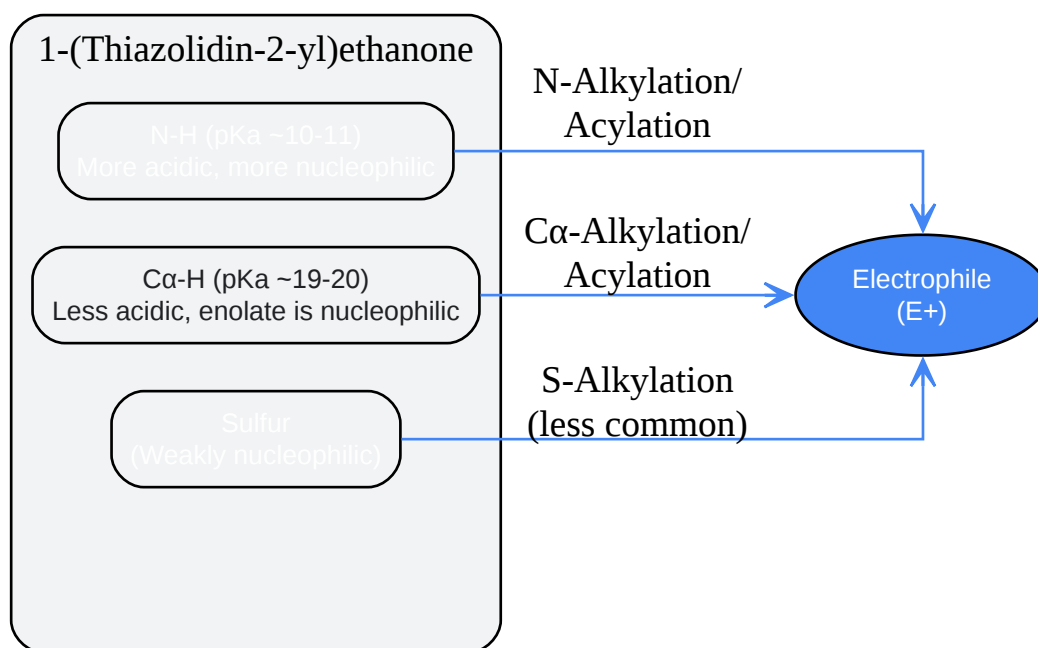 1-(Thiazolidin-2-yl)ethanone
N-H (pKa ~10-11)
More acidic, more nucleophilic
Cα-H (pKa ~19-20)
Less acidic, enolate is nucleophilic
Sulfur
(Weakly nucleophilic)
N-Alkylation/
Acylation
Cα-Alkylation/
Acylation
S-Alkylation
(less common)
Electrophile
(E+)